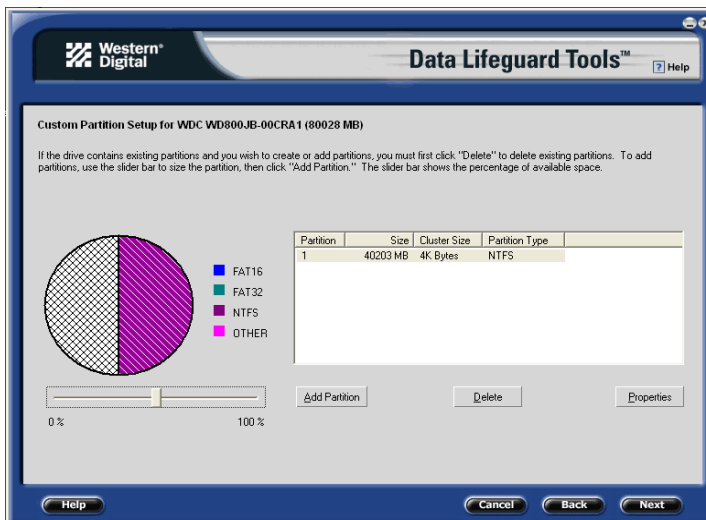 Western®
Digital
Data Lifeguard Tools™
? Help
Custom Partition Setup for WDC WD800JB-00CRA1 (80028 MB)
If the drive contains existing partitions and you wish to create or add partitions, you must first click "Delete" to delete existing partitions. To add
partitions, use the slider bar to size the partition, then click "Add Partition." The slider bar shows the percentage of available space.
Partition Size Cluster Size Partition Type
1 40203 MB 4K Bytes NTFS
FAT16
FAT32
NTFS
OTHER
Add Partition Delete Properties
0 % 100 %
Help Cancel Back Next